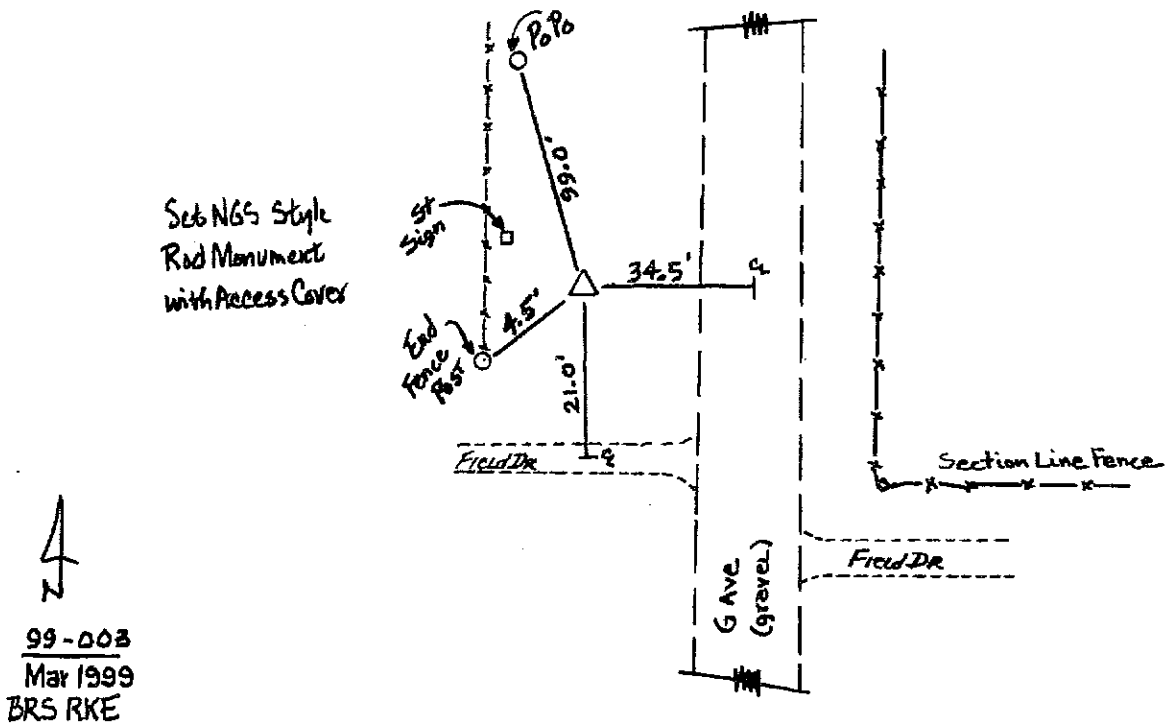 PoPo
99.0'
Set NGS Style
Rod Monument
with Access Cover
St
Sign
34.5'
℄
4.5'
End
Fence
Post
21.0'
Field Dr
℄
Section Line Fence
Field DR
G Ave
(gravel)
N
99-003
Mar 1999
BRS RKE